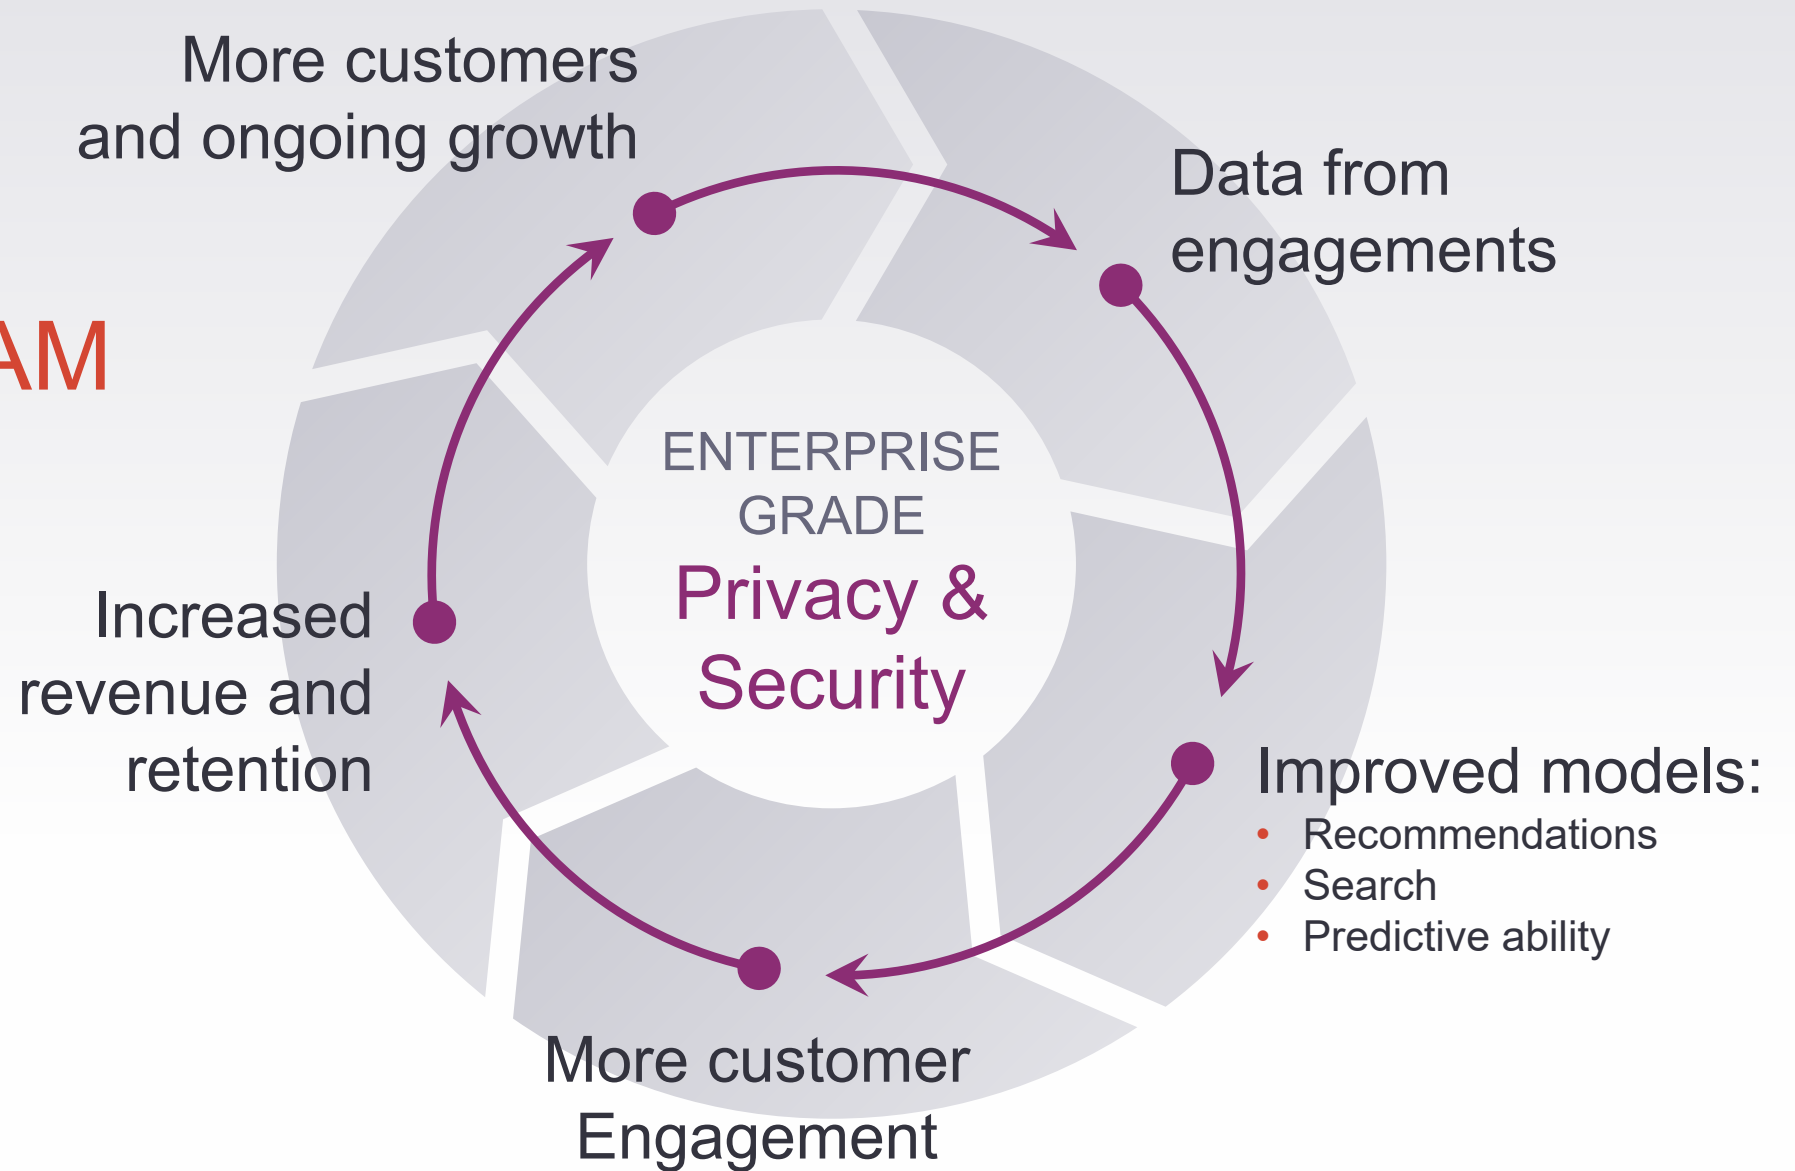 More customers
and ongoing growth
Data from
engagements
AM
ENTERPRISE
GRADE
Privacy &
Security
Increased
revenue and
retention
Improved models:
• Recommendations
• Search
• Predictive ability
More customer
Engagement